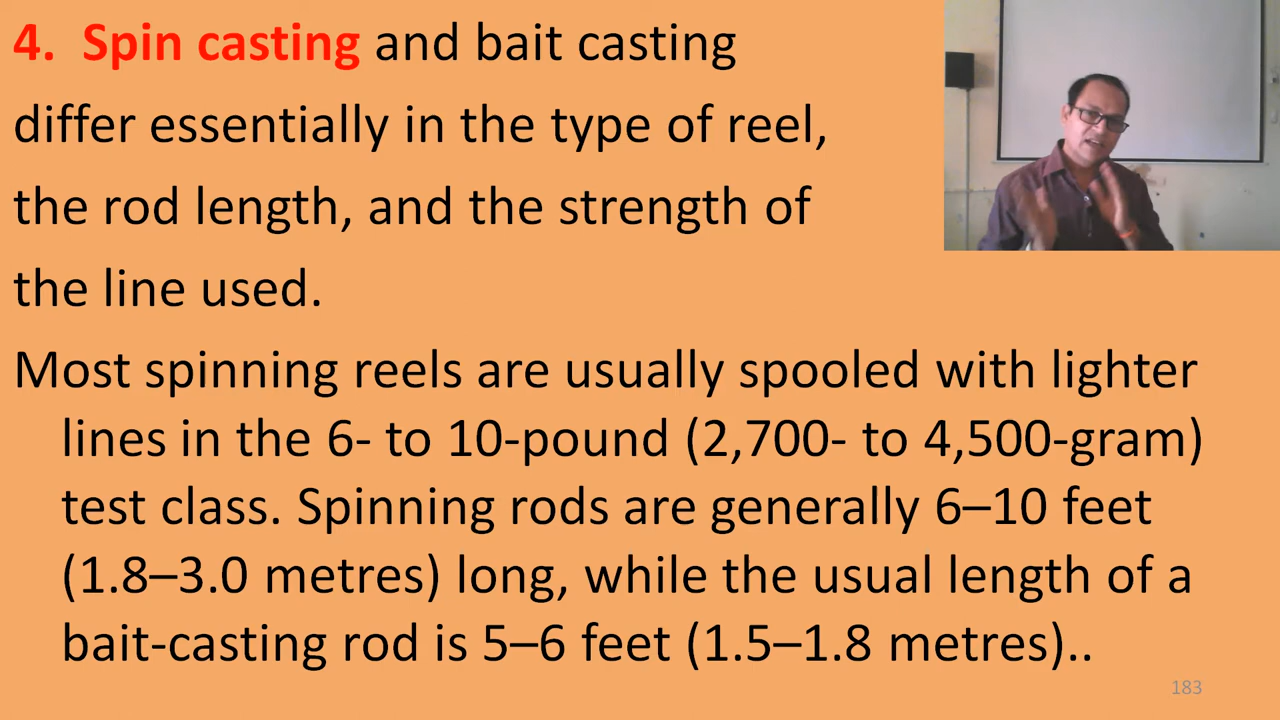 4. Spin casting and bait casting
differ essentially in the type of reel,
the rod length, and the strength of
the line used.
Most spinning reels are usually spooled with lighter
lines in the 6- to 10-pound (2,700- to 4,500-gram)
test class. Spinning rods are generally 6–10 feet
(1.8–3.0 metres) long, while the usual length of a
bait-casting rod is 5–6 feet (1.5–1.8 metres)..
183